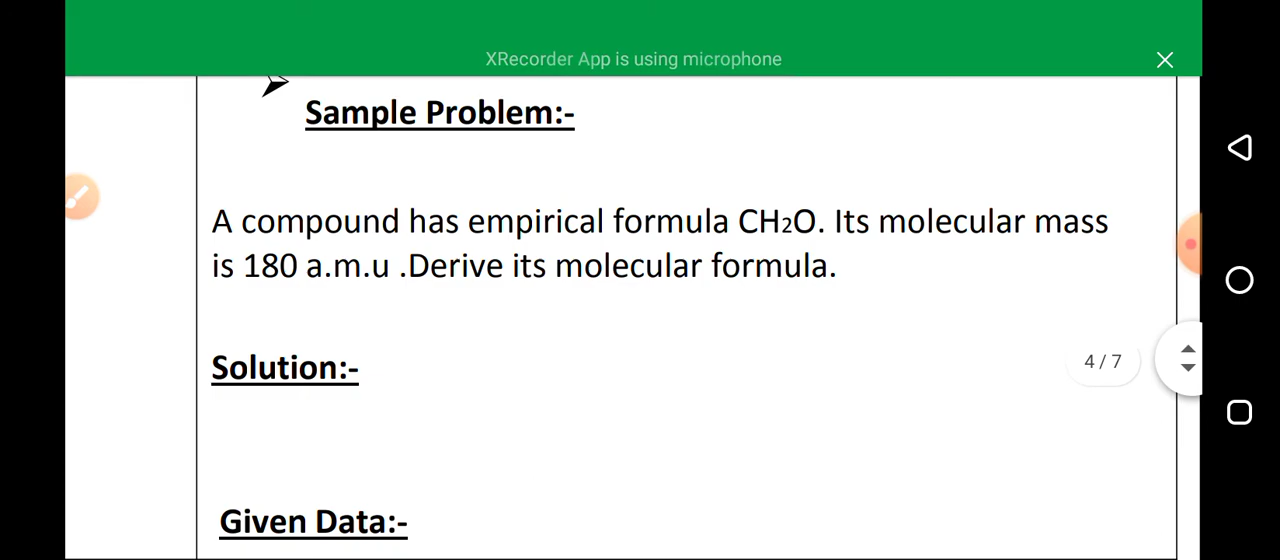 XRecorder App is using microphone
Sample Problem:-
A compound has empirical formula CH₂O. Its molecular mass
is 180 a.m.u .Derive its molecular formula.
Solution:-
4 / 7
Given Data:-